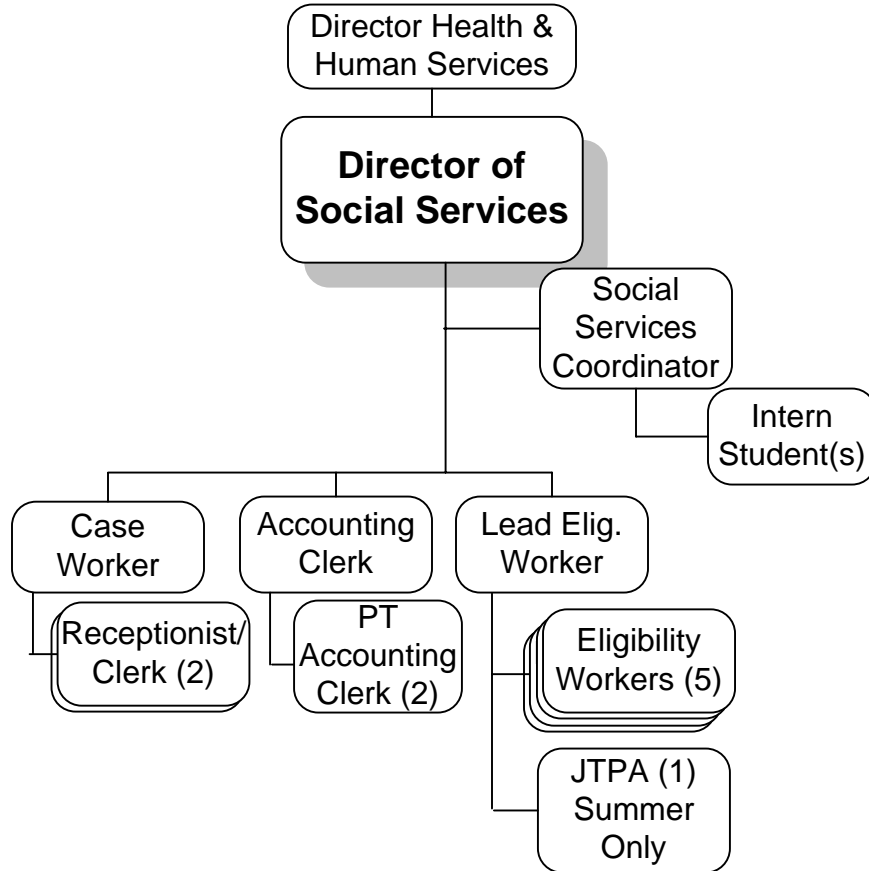 Director Health &
Human Services
Director of
Social Services
Social
Services
Coordinator
Intern
Student(s)
Case
Worker
Accounting
Clerk
Lead Elig.
Worker
Receptionist/
Clerk (2)
PT
Accounting
Clerk (2)
Eligibility
Workers (5)
JTPA (1)
Summer
Only